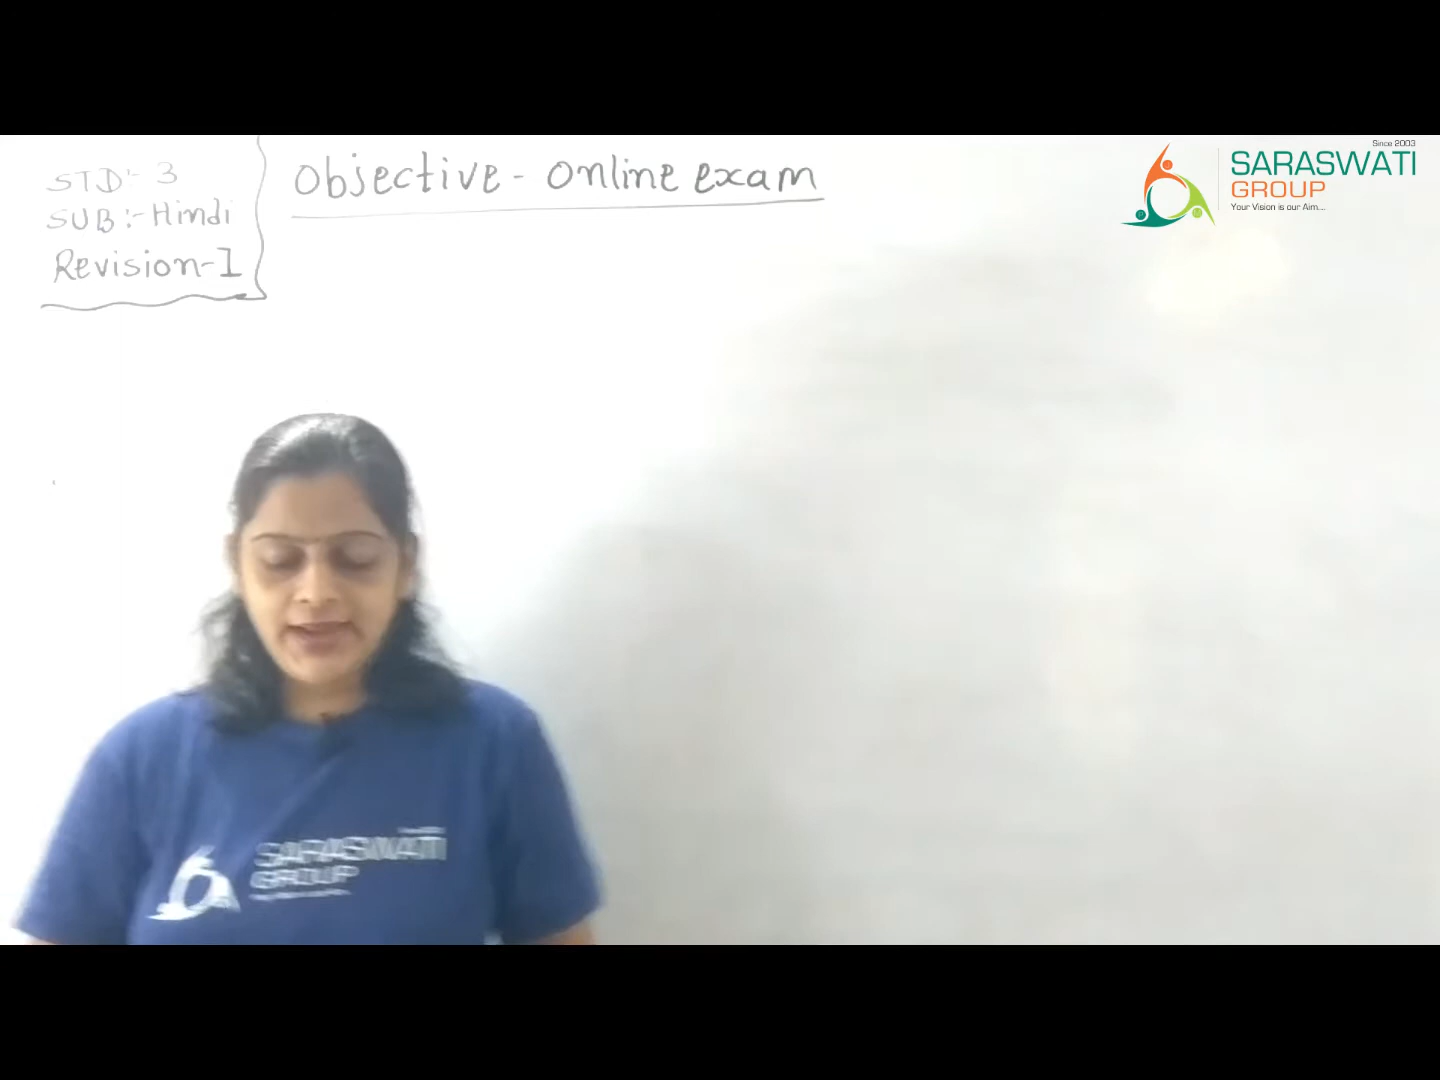 STD:- 3
SUB:- Hindi
Revision-1
Objective - Online exam
Since 2003
SARASWATI
GROUP
Your Vision is our Aim...
SARASWATI
GROUP